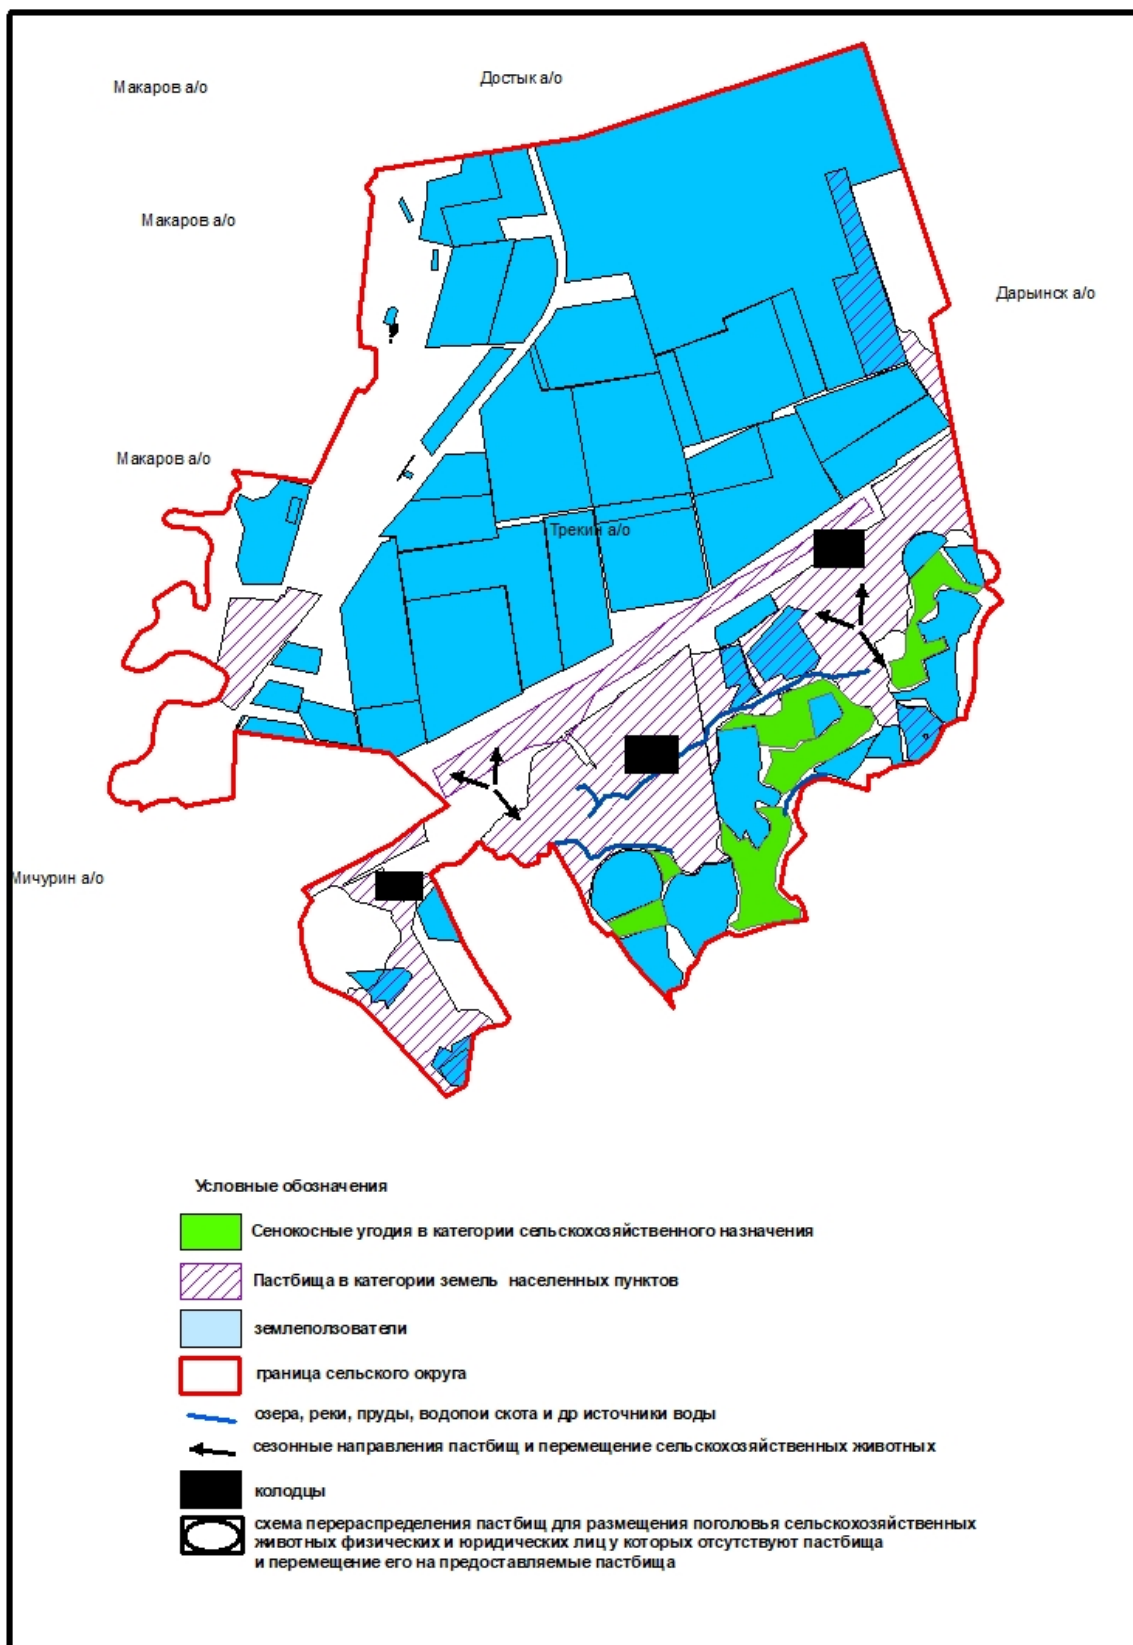 Достык а/о
Макаров а/о
Макаров а/о
Дарьинск а/о
Макаров а/о
Трекин а/о
Мичурин а/о
Условные обозначения
Сенокосные угодия в категории сельскохозяйственного назначения
Пастбища в категории земель населенных пунктов
землеползователи
граница сельского округа
озера, реки, пруды, водопои скота и др источники воды
сезонные направления пастбищ и перемещение сельскохозяйственных животных
колодцы
схема перераспределения пастбищ для размещения поголовья сельскохозяйственных
животных физических и юридических лиц у которых отсутствуют пастбища
и перемещение его на предоставляемые пастбища